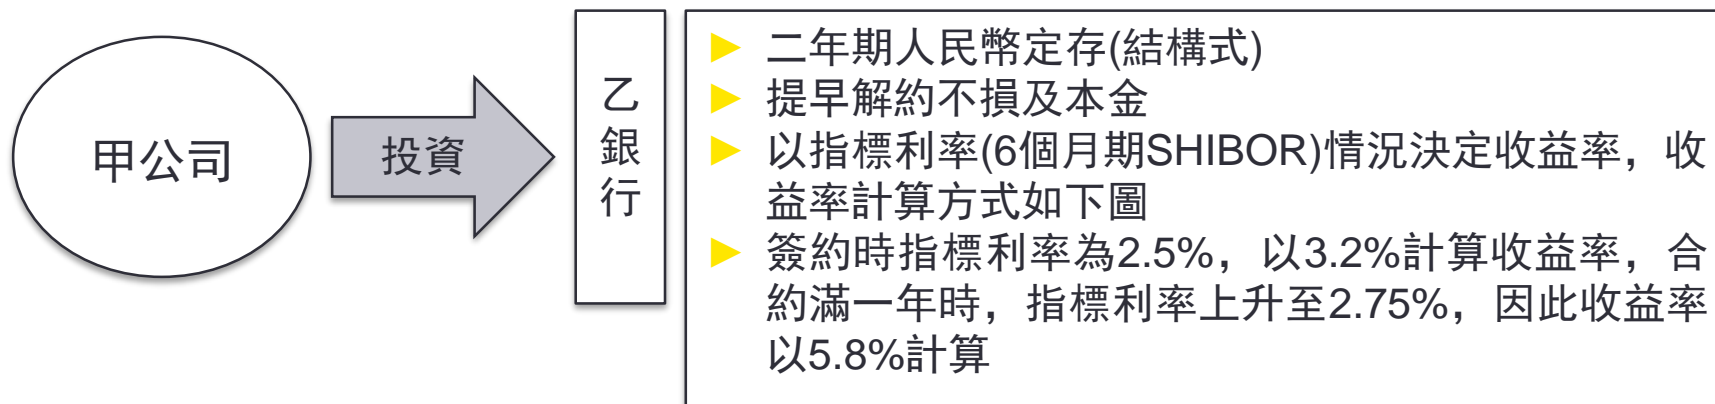 甲公司
投資
乙
銀
行
二年期人民幣定存(結構式)
提早解約不損及本金
以指標利率(6個月期SHIBOR)情況決定收益率，收
益率計算方式如下圖
簽約時指標利率為2.5%，以3.2%計算收益率，合
約滿一年時，指標利率上升至2.75%，因此收益率
以5.8%計算